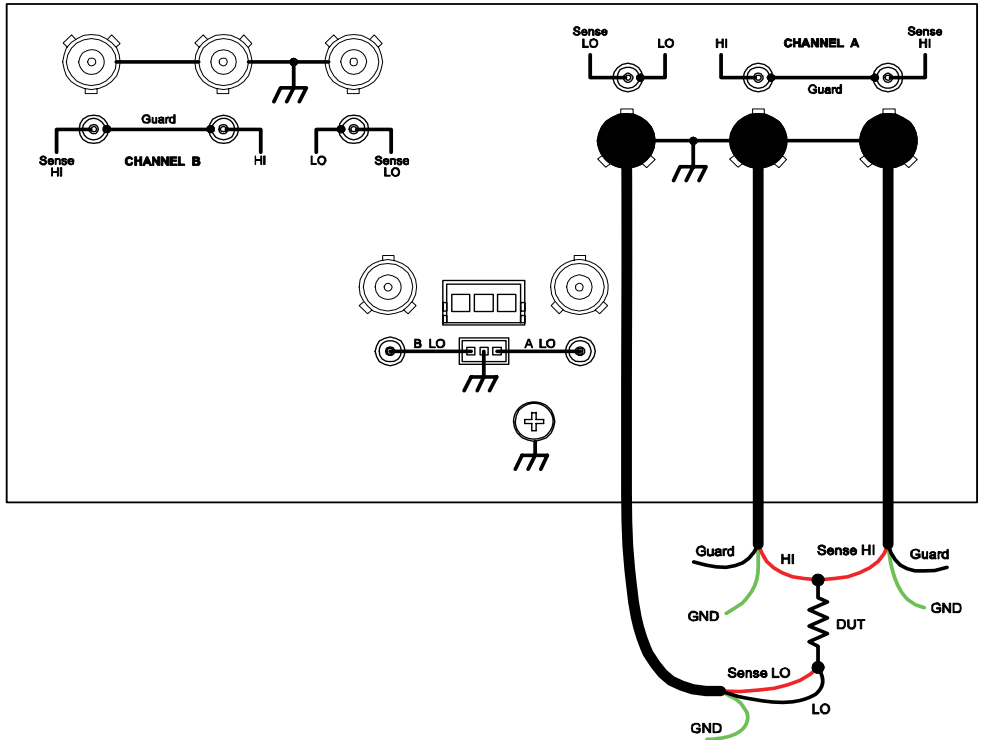 Sense
LO
LO
HI
CHANNEL A
Sense
HI
Guard
Guard
Sense
HI
CHANNEL B
HI
LO
Sense
LO
B LO
A LO
Guard
HI
Sense HI
Guard
GND
GND
DUT
Sense LO
LO
GND